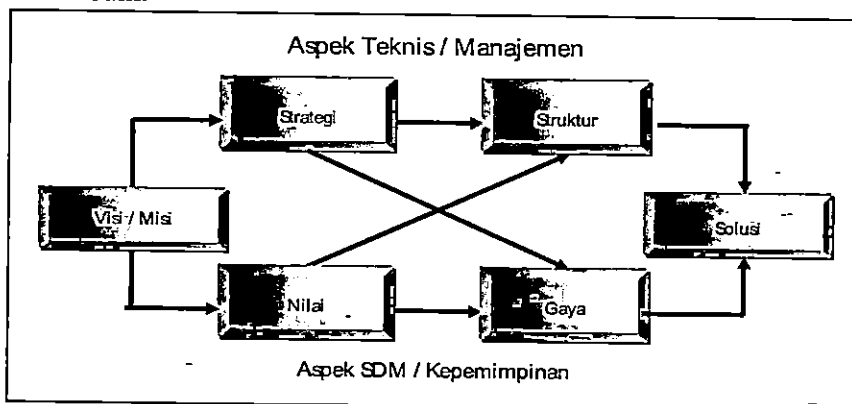 Aspek Teknis / Manajemen
Strategi
Struktur
Visi / Misi
Solusi
Nilai
Gaya
Aspek SDM / Kepemimpinan